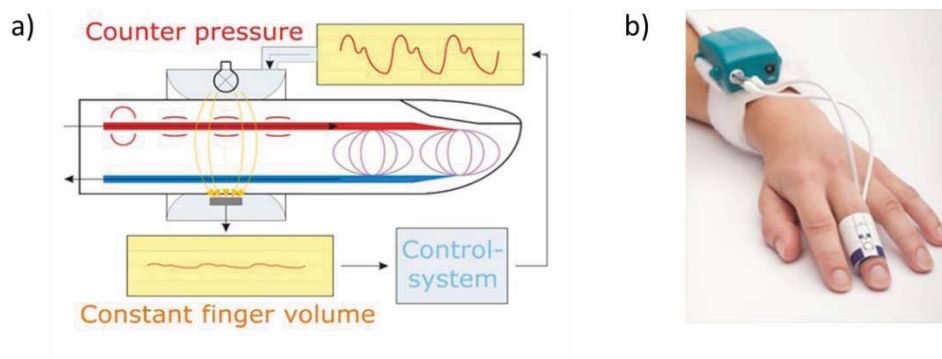 a)
Counter pressure
Control-
system
Constant finger volume
b)